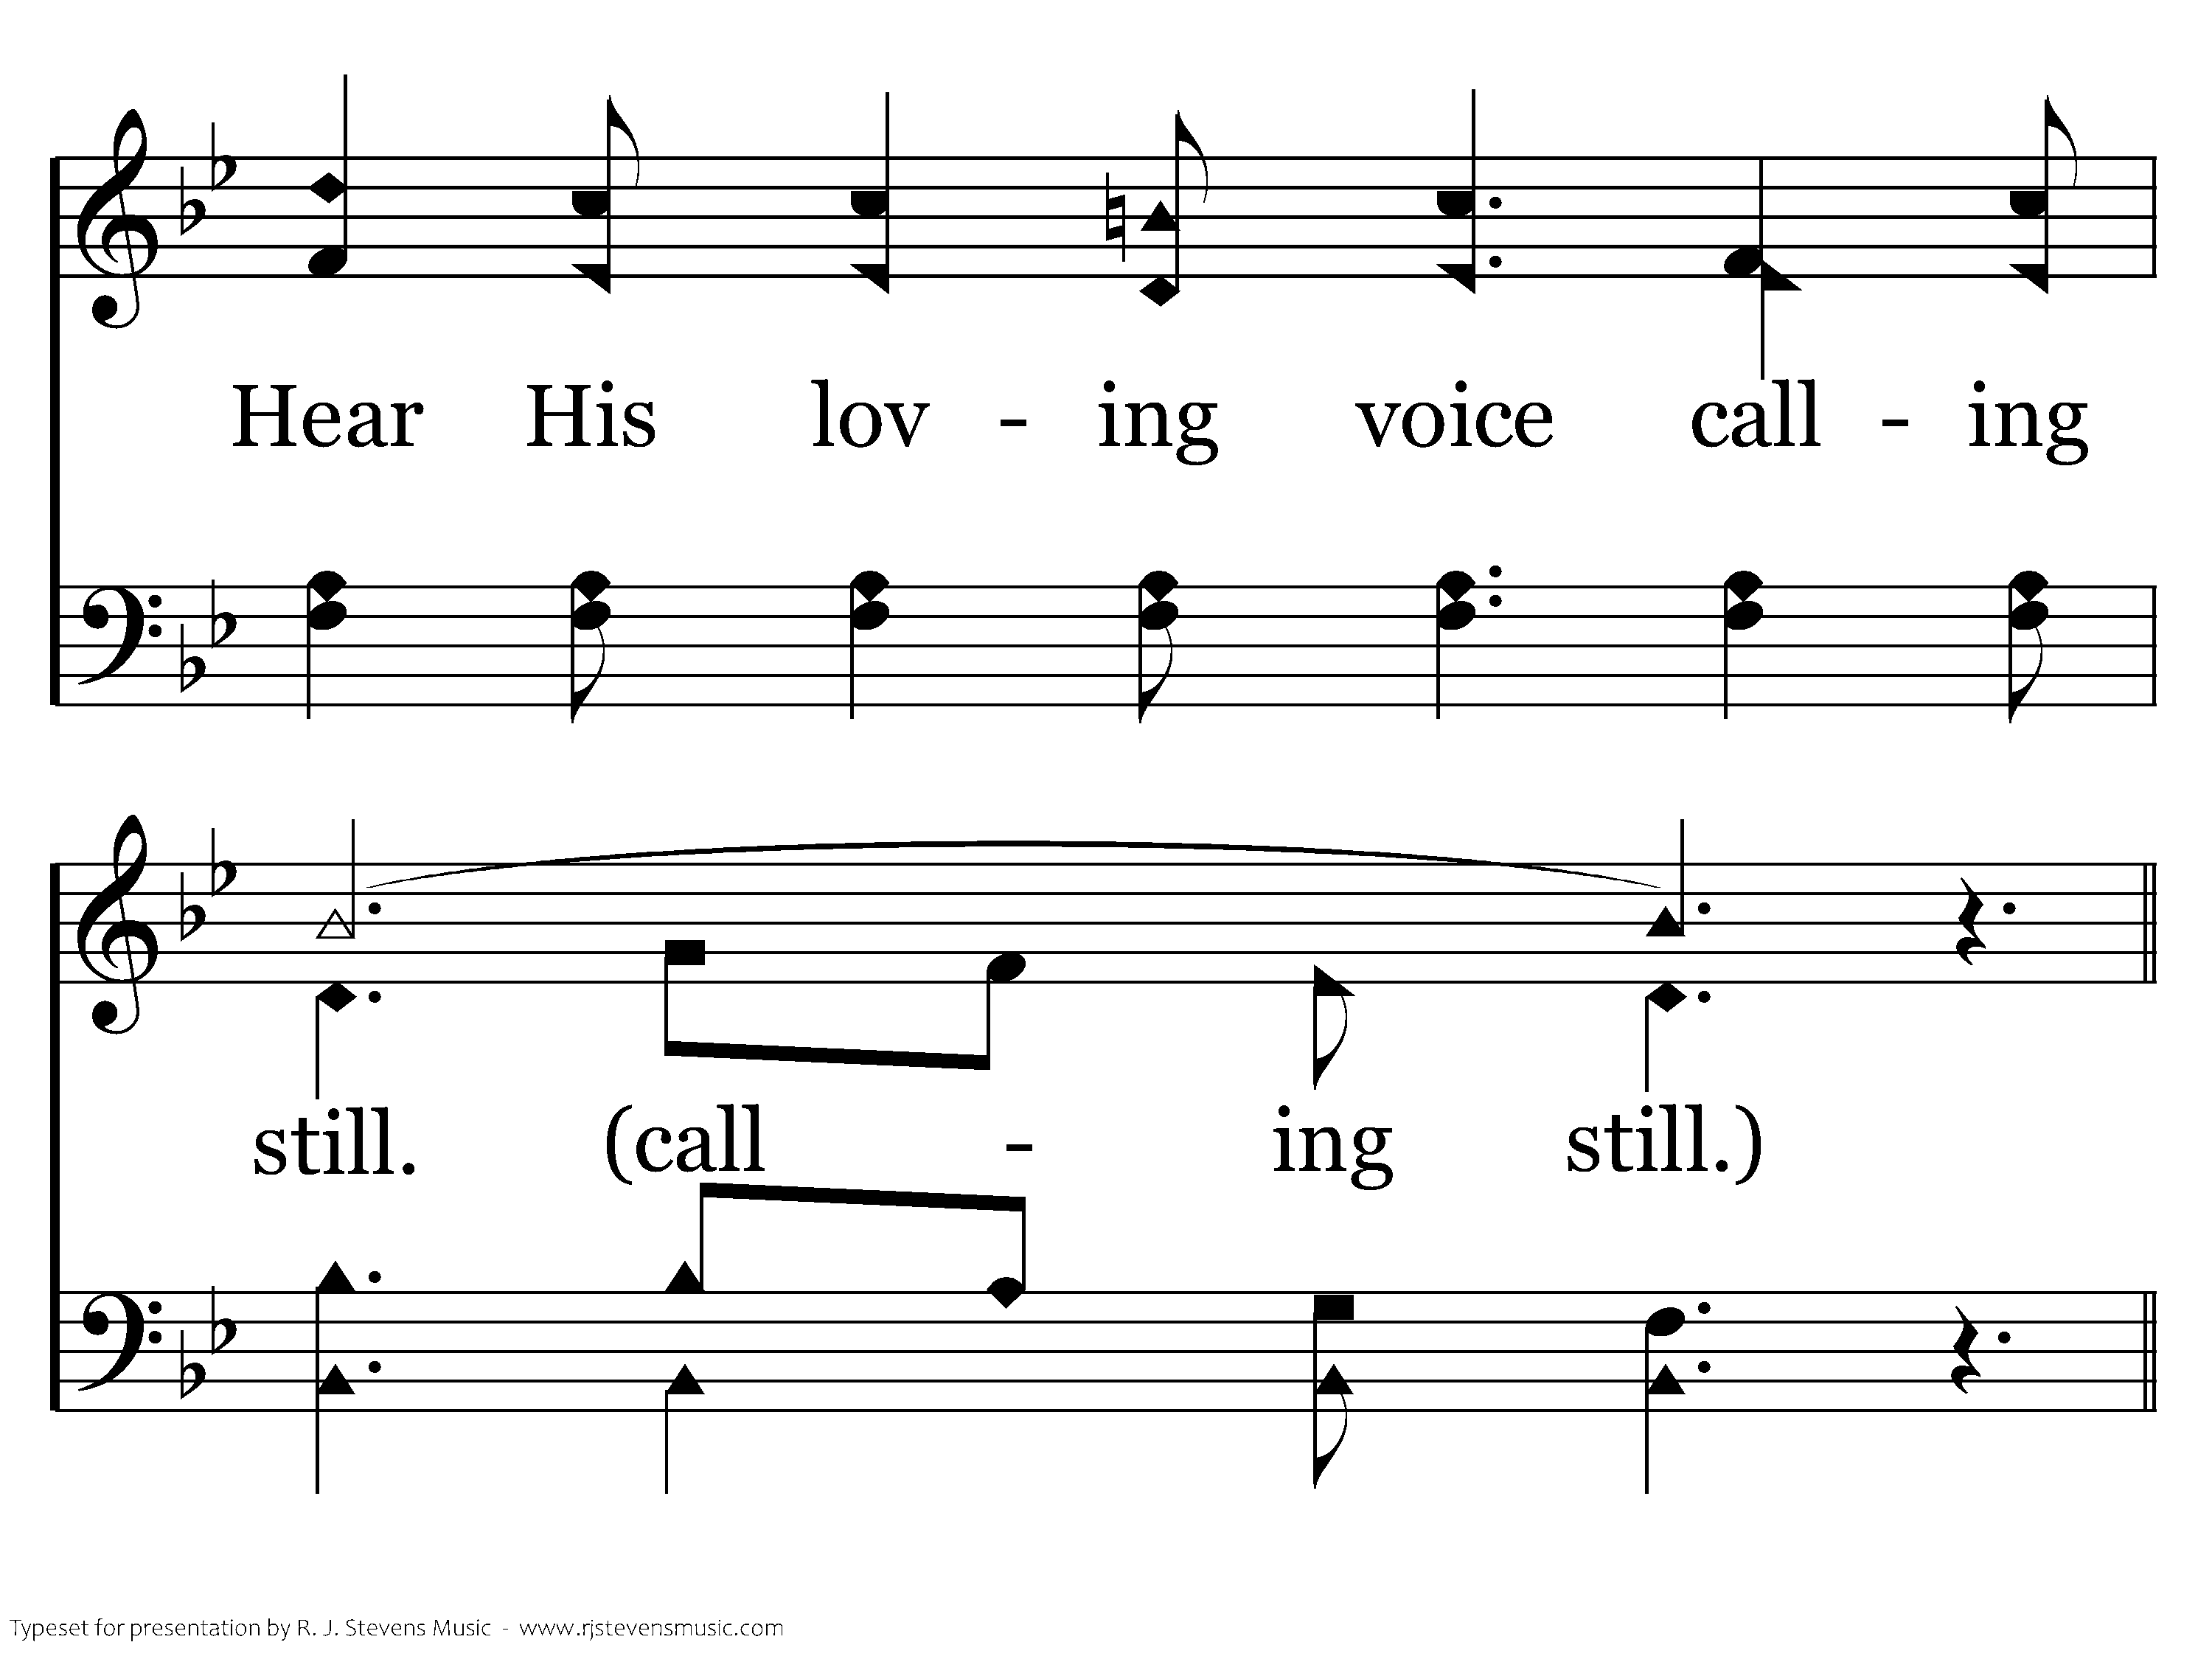 Hear His lov - ing voice call - ing
still. (call - ing still.)
Typeset for presentation by R. J. Stevens Music - www.rjstevensmusic.com